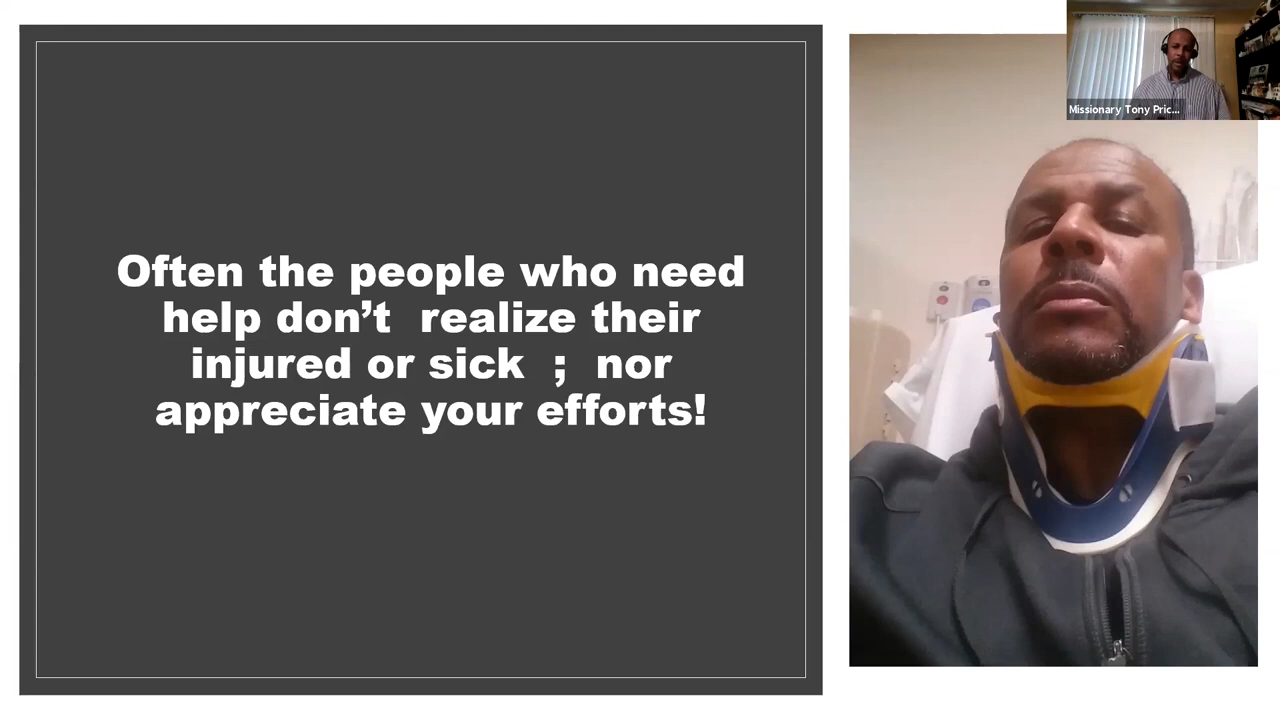 Often the people who need
help don’t  realize their
injured or sick  ;  nor
appreciate your efforts!
Missionary Tony Pric...